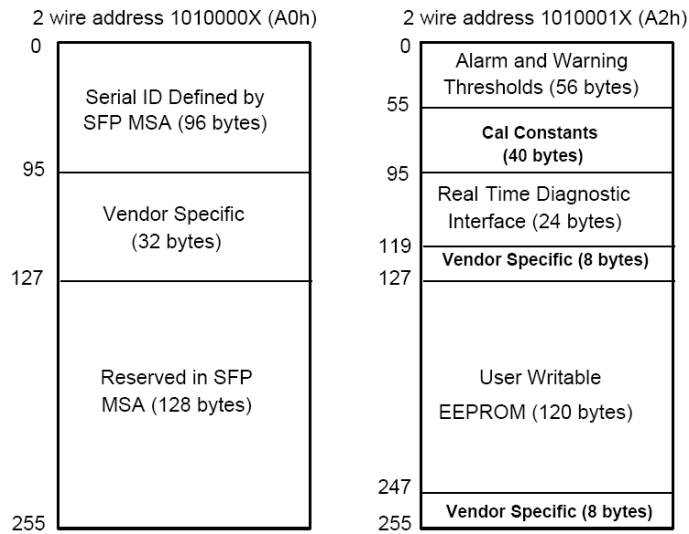 2 wire address 1010000X (A0h)
0
Serial ID Defined by
SFP MSA (96 bytes)
95
Vendor Specific
(32 bytes)
127
Reserved in SFP
MSA (128 bytes)
255
2 wire address 1010001X (A2h)
0
Alarm and Warning
Thresholds (56 bytes)
55
Cal Constants
(40 bytes)
95
Real Time Diagnostic
Interface (24 bytes)
119
Vendor Specific (8 bytes)
127
User Writable
EEPROM (120 bytes)
247
Vendor Specific (8 bytes)
255